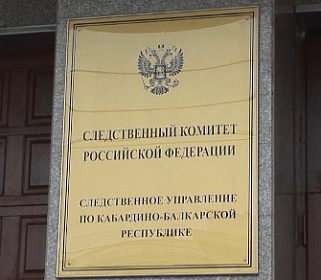 СЛЕДСТВЕННЫЙ КОМИТЕТ
РОССИЙСКОЙ ФЕДЕРАЦИИ
СЛЕДСТВЕННОЕ УПРАВЛЕНИЕ
ПО КАБАРДИНО-БАЛКАРСКОЙ
РЕСПУБЛИКЕ